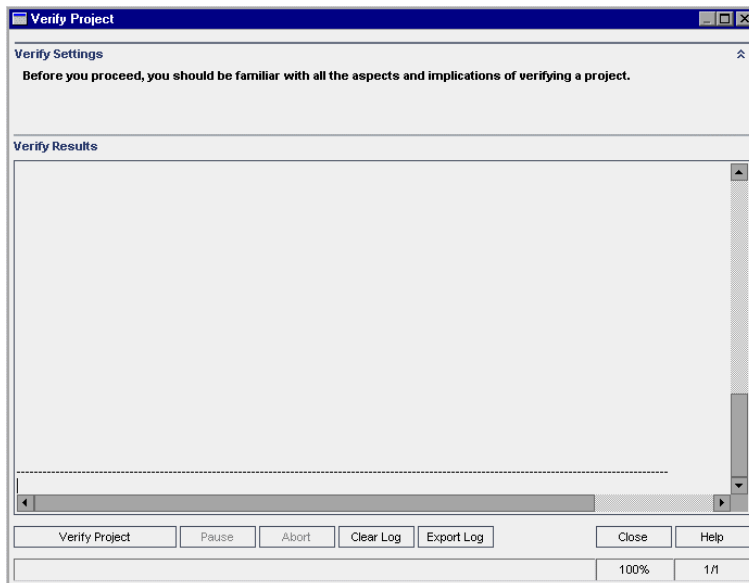 Verify Project
Verify Settings
Before you proceed, you should be familiar with all the aspects and implications of verifying a project.
Verify Results
Verify Project Pause Abort Clear Log Export Log Close Help
100% 1/1